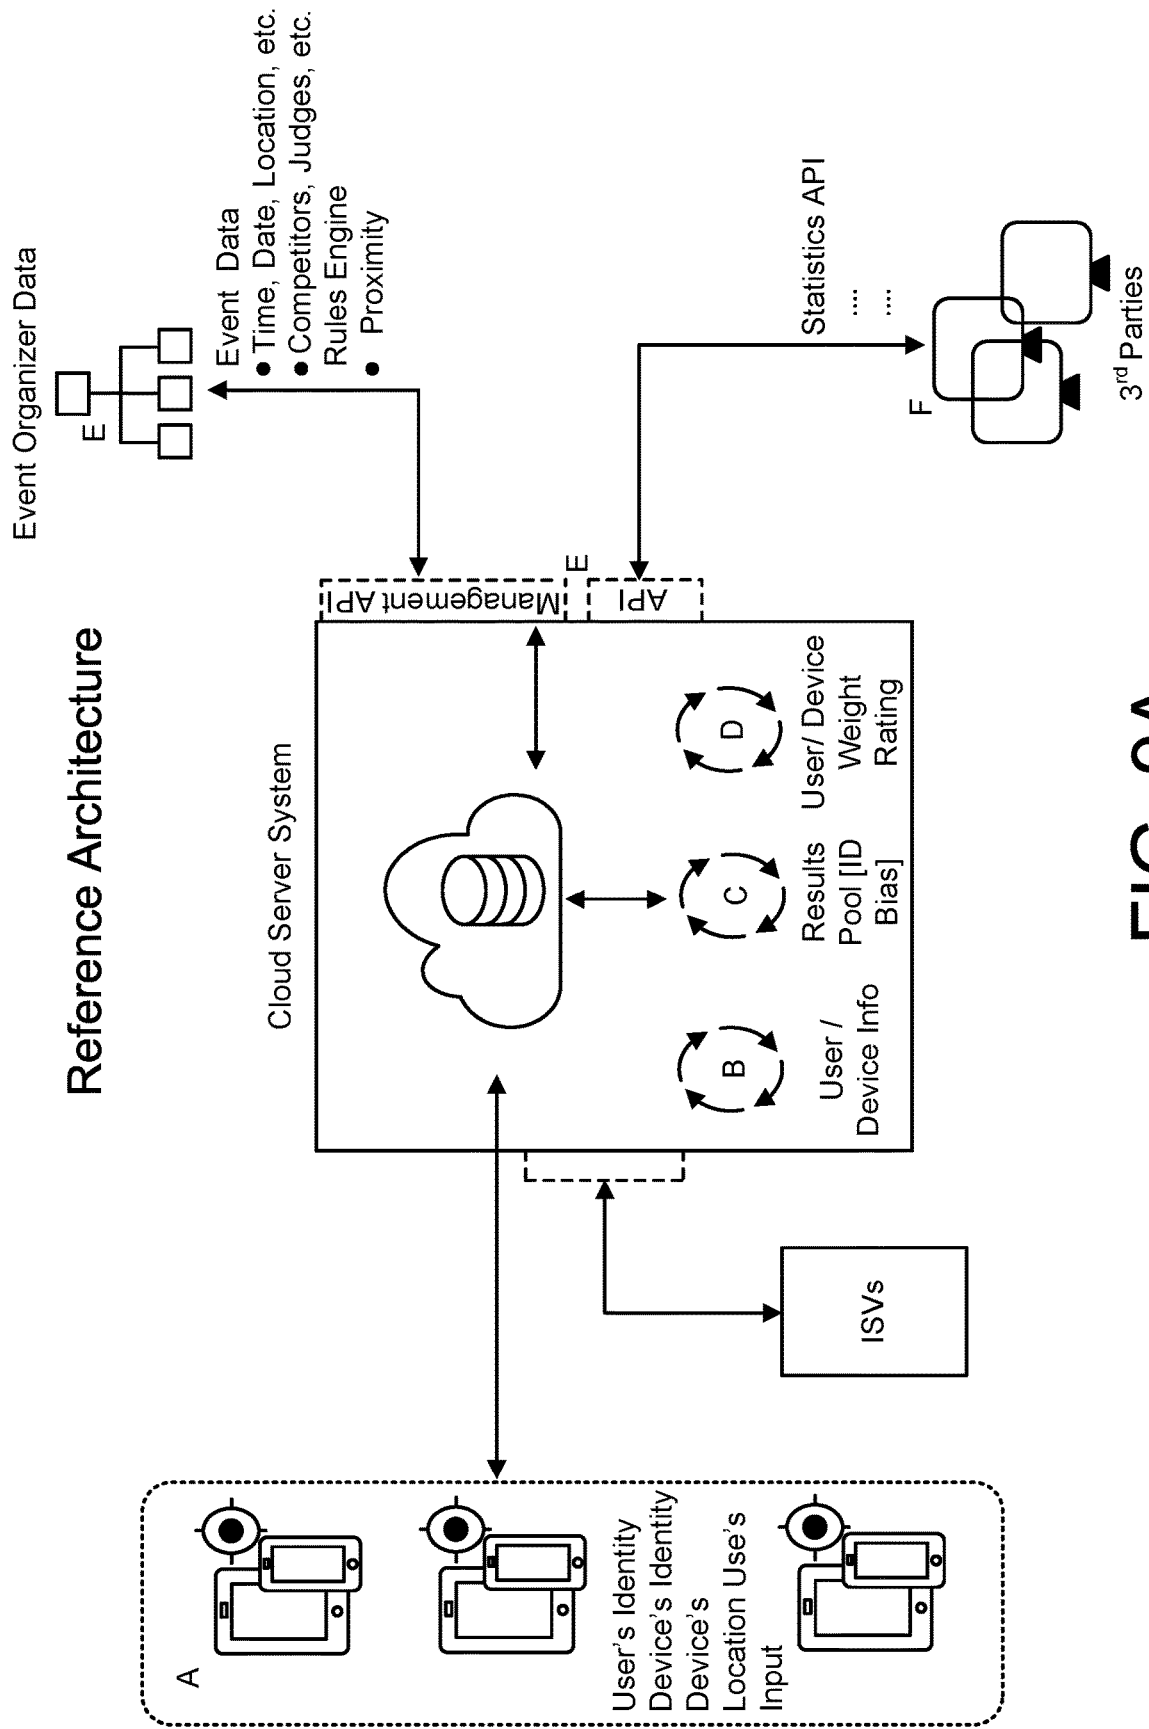 Reference Architecture
A
User's Identity
Device's Identity
Device's
Location Use's
Input
ISVs
Cloud Server System
B
User /
Device Info
C
Results
Pool [ID
Bias]
D
User/ Device
Weight
Rating
Management API
E
API
Event Organizer Data
E
Event Data
● Time, Date, Location, etc.
● Competitors, Judges, etc.
Rules Engine
● Proximity
Statistics API
....
....
F
3rd Parties